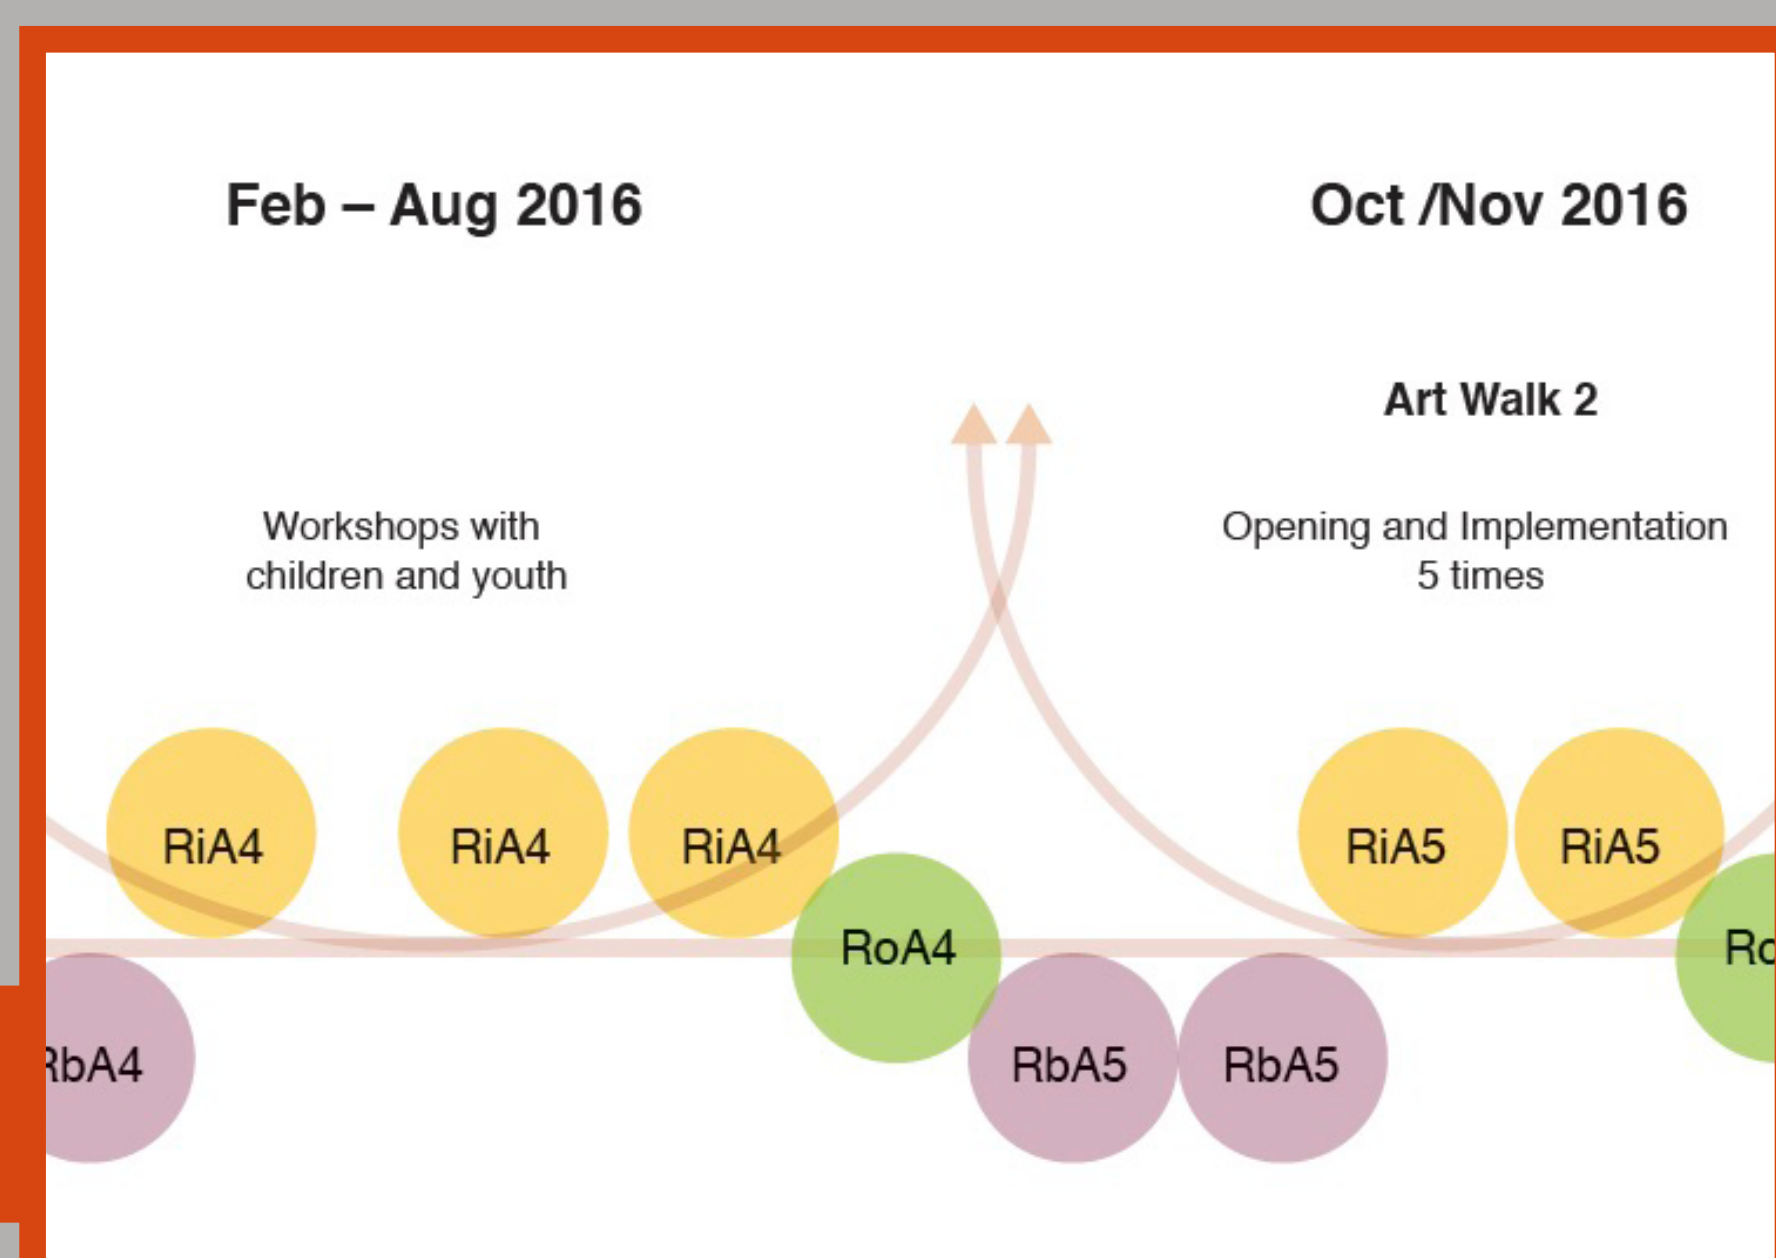 Feb – Aug 2016
Oct /Nov 2016
Art Walk 2
Workshops with
children and youth
Opening and Implementation
5 times
RiA4
RiA4
RiA4
RiA5
RiA5
RoA4
RbA4
RbA5
RbA5